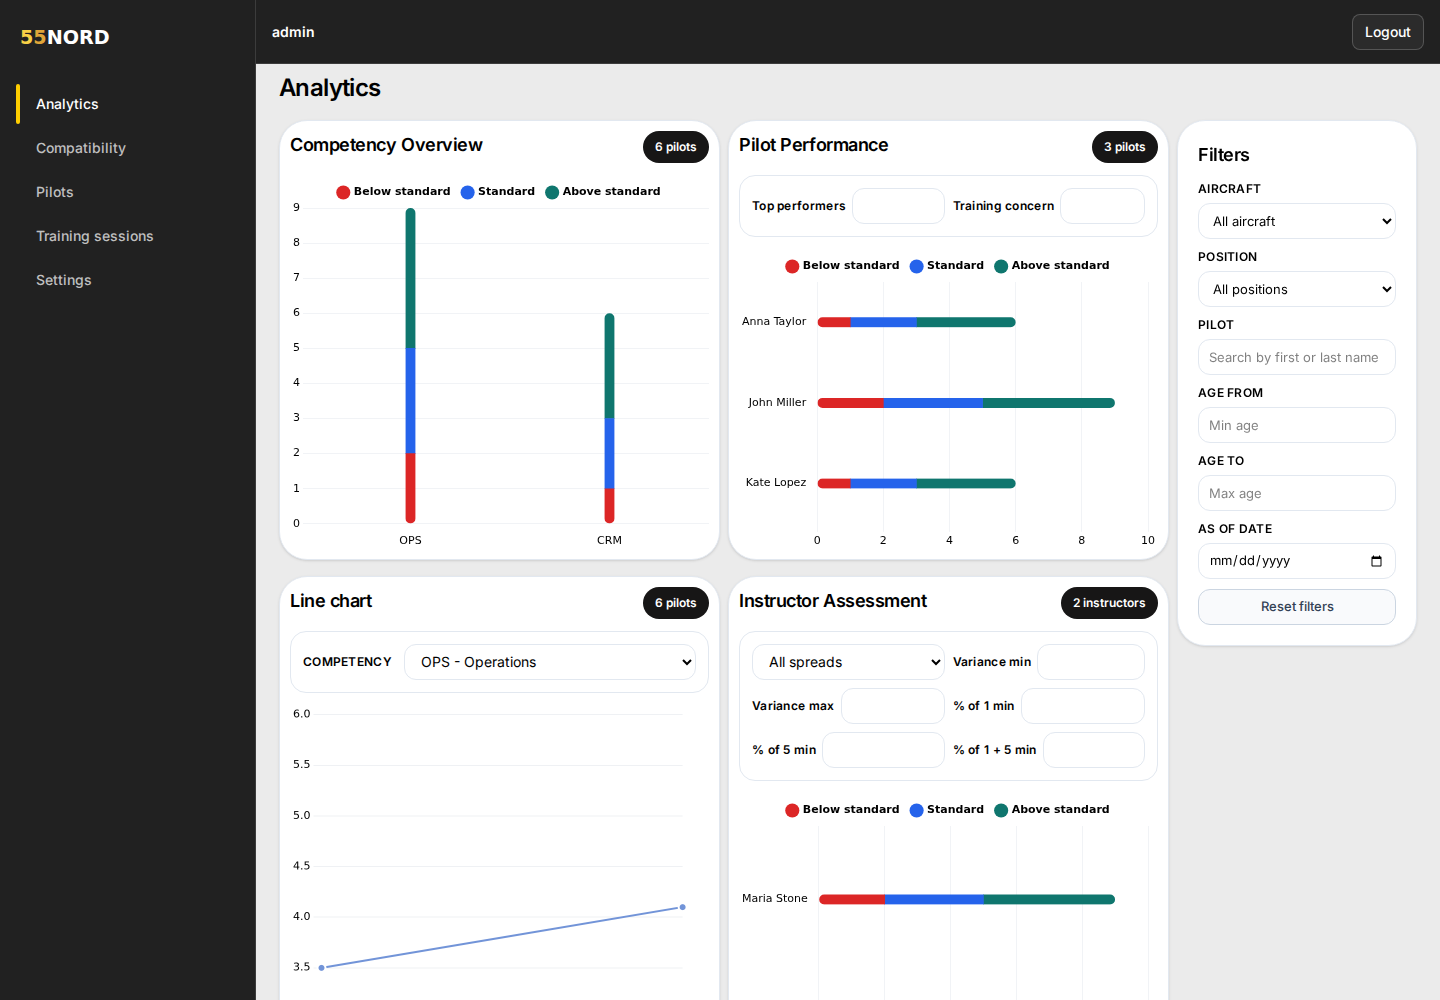 55NORD
admin
Logout
Analytics
Compatibility
Pilots
Training sessions
Settings
Analytics
Competency Overview
6 pilots
Below standard Standard Above standard
9
8
7
6
5
4
3
2
1
0
OPS CRM
Pilot Performance
3 pilots
Top performers Training concern
Below standard Standard Above standard
Anna Taylor
John Miller
Kate Lopez
0 2 4 6 8 10
Filters
AIRCRAFT
All aircraft
POSITION
All positions
PILOT
Search by first or last name
AGE FROM
Min age
AGE TO
Max age
AS OF DATE
mm/dd/yyyy
Reset filters
Line chart
6 pilots
COMPETENCY OPS - Operations
6.0
5.5
5.0
4.5
4.0
3.5
Instructor Assessment
2 instructors
All spreads Variance min
Variance max % of 1 min
% of 5 min % of 1 + 5 min
Below standard Standard Above standard
Maria Stone